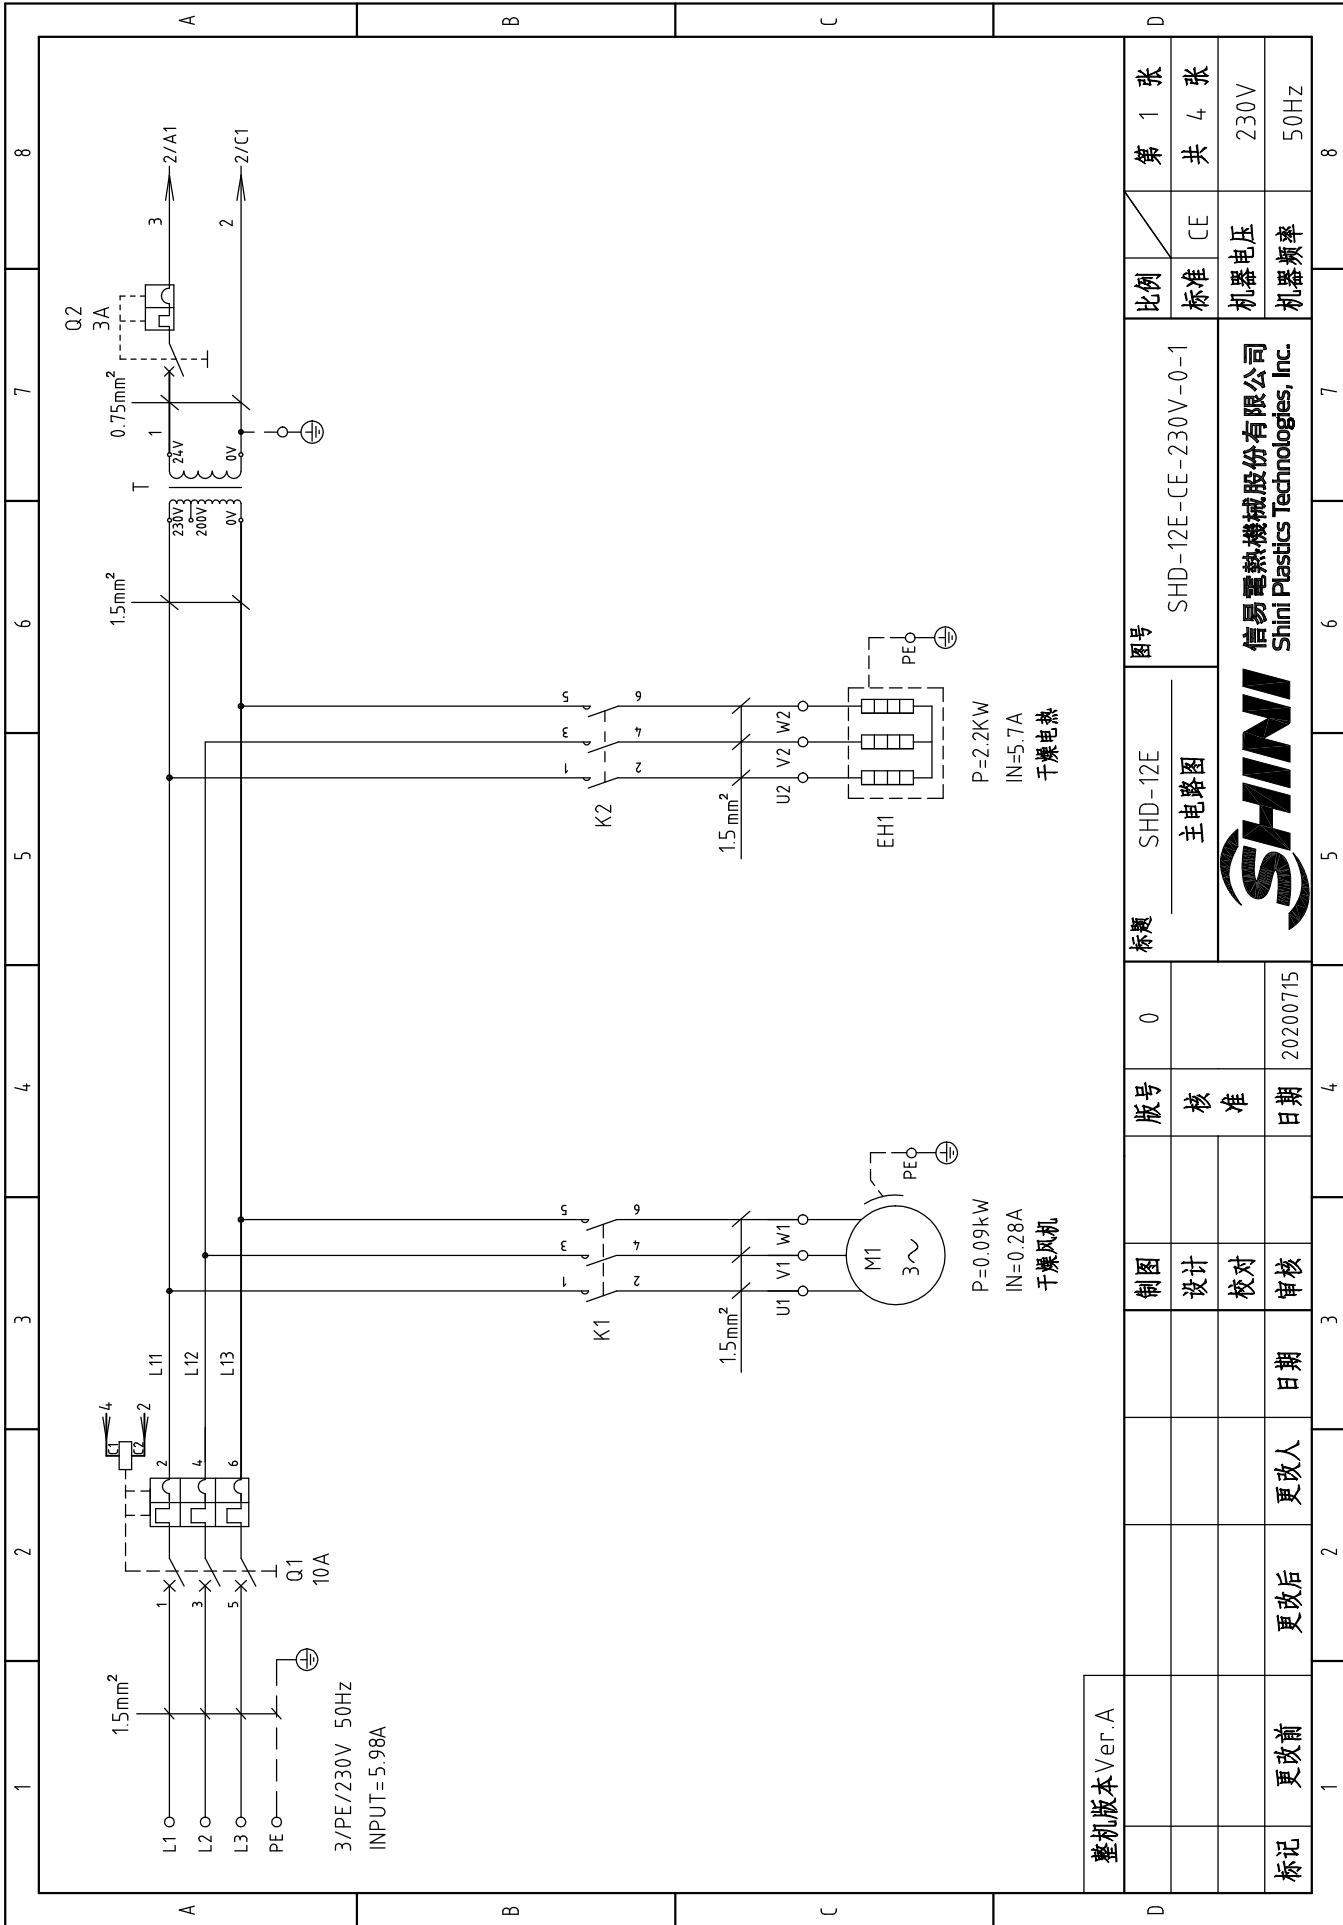 1 2 3 4 5 6 7 8
A
B
C
D
L1
L2
L3
PE
1.5mm²
3/PE/230V 50Hz
INPUT=5.98A
1
3
5
Q1
10A
2
4
6
C1
C2
4
2
L11
L12
L13
1 3 5
K1
2 4 6
1.5mm²
U1 V1 W1
M1
3~
PE
P=0.09kW
IN=0.28A
干燥风机
1 3 5
K2
2 4 6
1.5mm²
U2 V2 W2
EH1
PE
P=2.2KW
IN=5.7A
干燥电热
1.5mm²
T
230V
200V
0V
24V
0V
0.75mm²
1
Q2
3A
3
2/A1
2
2/C1
整机版本Ver.A
标记 更改前 更改后 更改人 日期
制图
设计
校对
审核
版号 0
核
准
日期 20200715
标题
SHD-12E
主电路图
图号
SHD-12E-CE-230V-0-1
SHINI
信易電熱機械股份有限公司
Shini Plastics Technologies, Inc.
比例
第 1 张
标准 CE
共 4 张
机器电压 230V
机器频率 50Hz
A
B
C
D
1 2 3 4 5 6 7 8